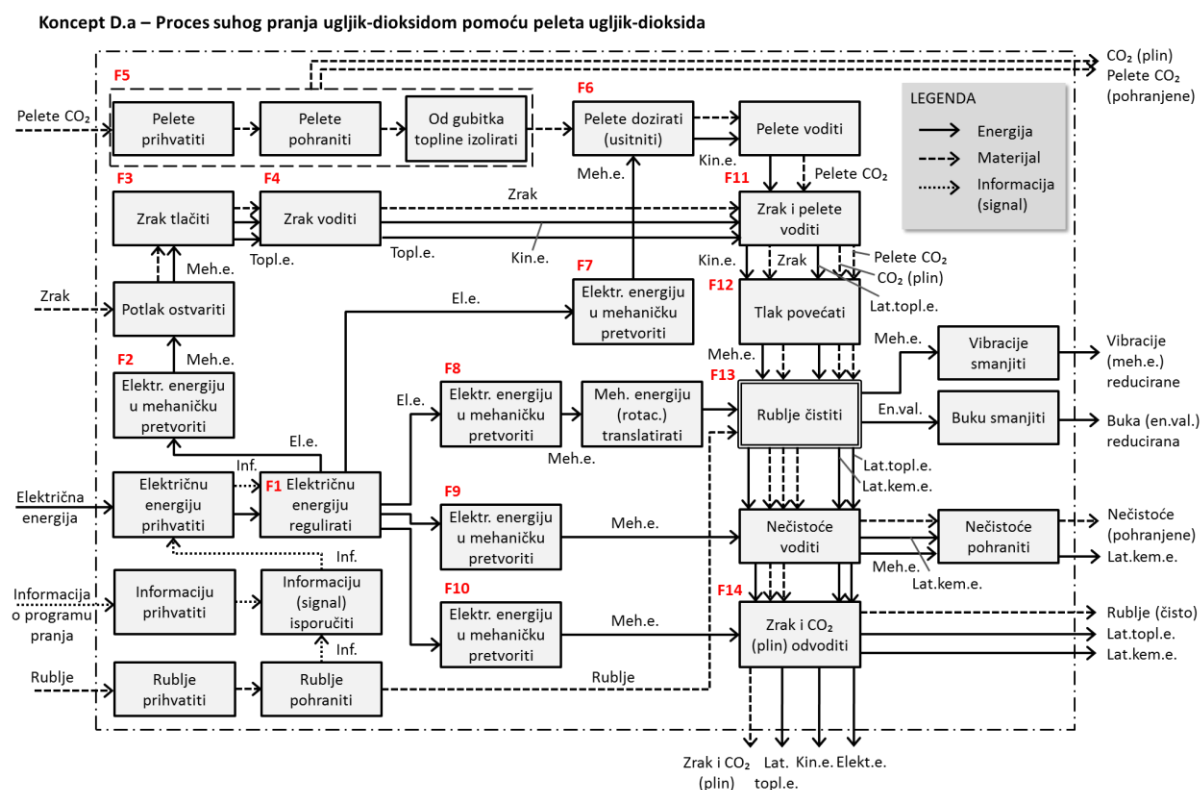 Koncept D.a – Proces suhog pranja ugljik-dioksidom pomoću peleta ugljik-dioksida
CO₂ (plin)
Pelete CO₂
(pohranjene)
F5
Pelete CO₂
Pelete
prihvatiti
Pelete
pohraniti
Od gubitka
topline izolirati
F6
Pelete dozirati
(usitniti)
Kin.e.
Pelete voditi
Meh.e.
Pelete CO₂
LEGENDA
Energija
Materijal
Informacija
(signal)
F3
Zrak tlačiti
Topl.e.
F4
Zrak voditi
Zrak
Kin.e.
F11
Zrak i pelete
voditi
Meh.e.
Kin.e.
Zrak
Pelete CO₂
CO₂ (plin)
Lat.topl.e.
Zrak
Potlak ostvariti
El.e.
F7
Elektr. energiju
u mehaničku
pretvoriti
F12
Tlak povećati
Meh.e.
Meh.e.
F2
Elektr. energiju
u mehaničku
pretvoriti
El.e.
El.e.
F8
Elektr. energiju
u mehaničku
pretvoriti
Meh.e.
Meh. energiju
(rotac.)
translatirati
F13
Rublje čistiti
Meh.e.
Vibracije
smanjiti
Vibracije
(meh.e.)
reducirane
En.val.
Buku smanjiti
Buka (en.val.)
reducirana
Lat.topl.e.
Lat.kem.e.
Električna
energija
Električnu
energiju
prihvatiti
Inf.
F1
Električnu
energiju
regulirati
F9
Elektr. energiju
u mehaničku
pretvoriti
Meh.e.
Nečistoće
voditi
Meh.e.
Lat.kem.e.
Nečistoće
pohraniti
Nečistoće
(pohranjene)
Lat.kem.e.
Inf.
Informacija
o programu
pranja
Informaciju
prihvatiti
Informaciju
(signal)
isporučiti
Inf.
F10
Elektr. energiju
u mehaničku
pretvoriti
Meh.e.
F14
Zrak i CO₂
(plin) odvoditi
Rublje (čisto)
Lat.topl.e.
Lat.kem.e.
Rublje
Rublje
prihvatiti
Rublje
pohraniti
Rublje
Zrak i CO₂
(plin)
Lat.
topl.e.
Kin.e.
Elekt.e.